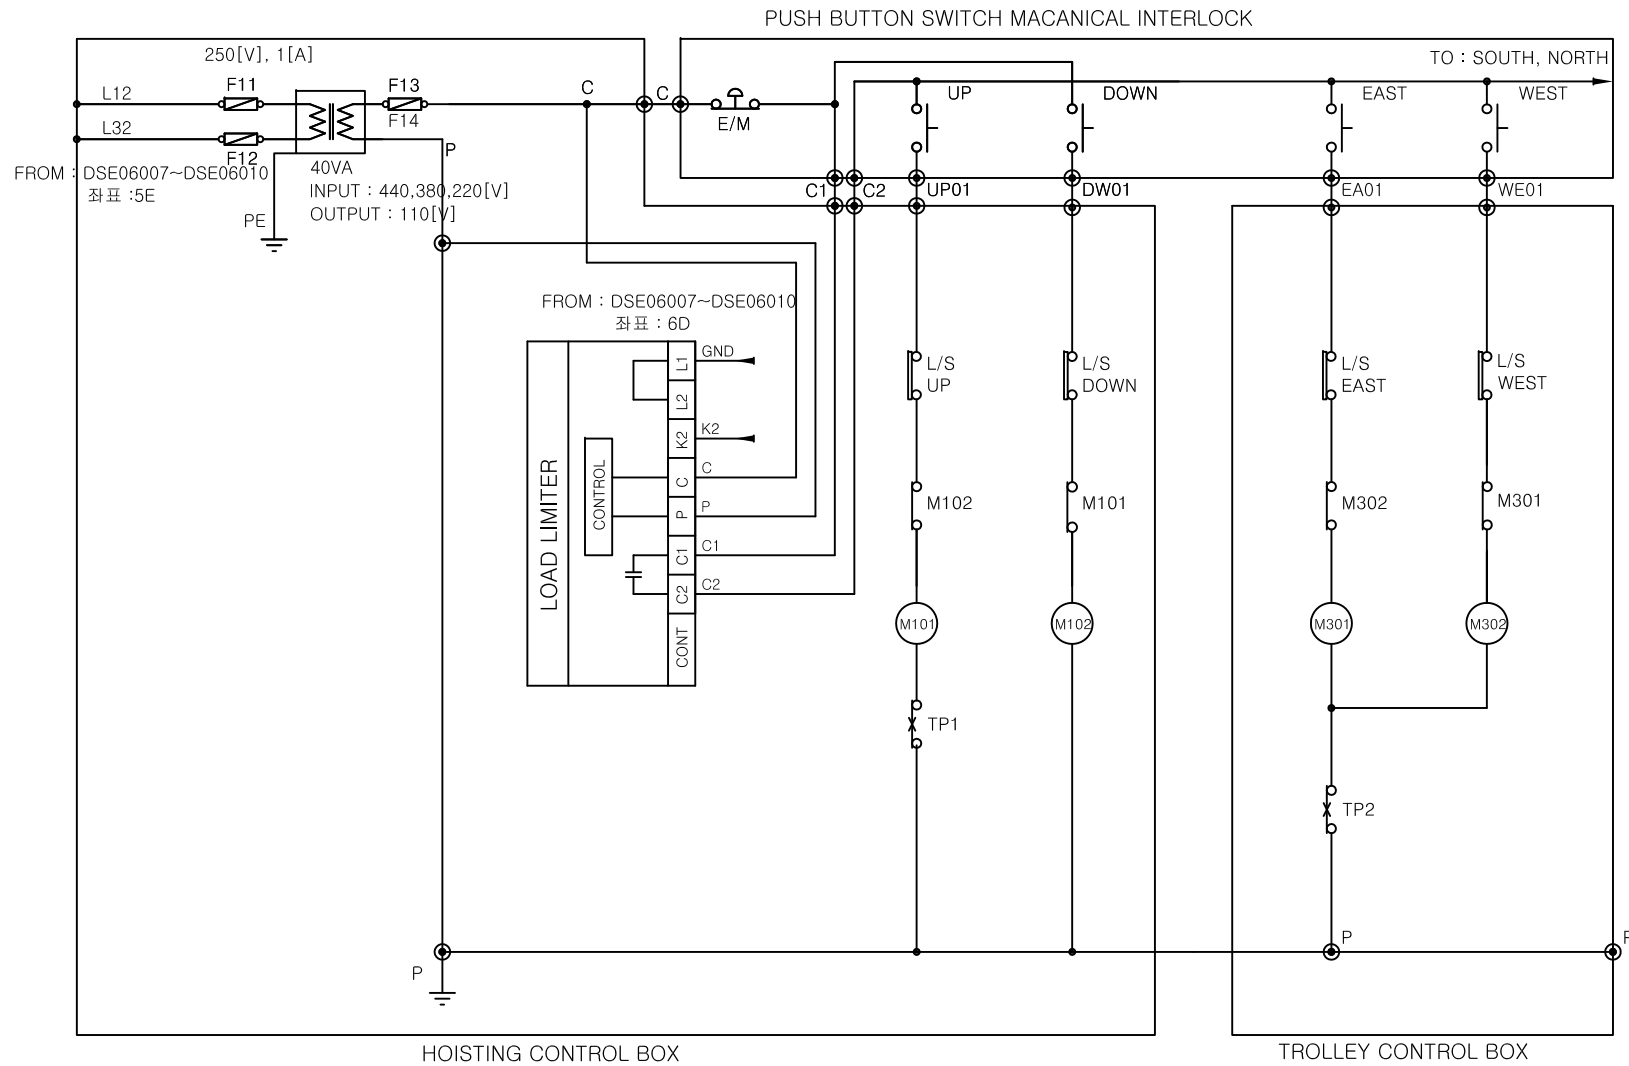 PUSH BUTTON SWITCH MACANICAL INTERLOCK
250[V], 1[A]
TO : SOUTH, NORTH
L12
F11
F13
C
C
UP
DOWN
EAST
WEST
F14
E/M
L32
F12
P
FROM : DSE06007~DSE06010
좌표 :5E
40VA
INPUT : 440,380,220[V]
OUTPUT : 110[V]
PE
C1
C2
UP01
DW01
EA01
WE01
FROM : DSE06007~DSE06010
좌표 : 6D
L1
GND
L2
K2
K2
C
C
P
P
C1
C1
C2
C2
CONT
CONTROL
LOAD LIMITER
L/S
UP
L/S
DOWN
L/S
EAST
L/S
WEST
M102
M101
M302
M301
M101
M102
M301
M302
TP1
TP2
P
P
HOISTING CONTROL BOX
TROLLEY CONTROL BOX